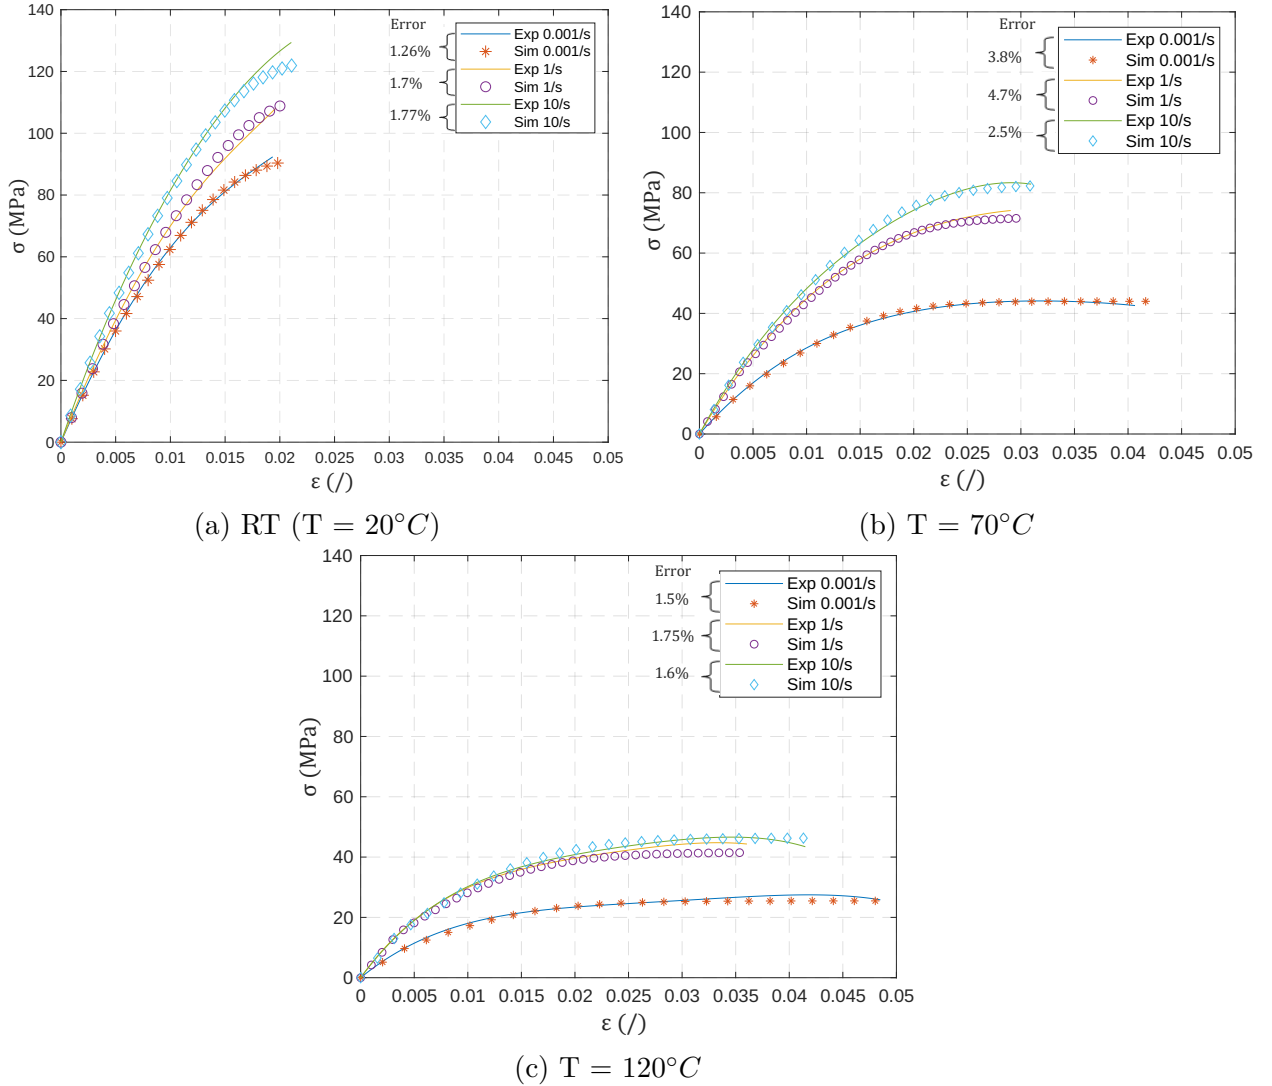 Error
Exp 0.001/s
1.26%
Sim 0.001/s
Exp 1/s
1.7%
Sim 1/s
Exp 10/s
1.77%
Sim 10/s
140
120
100
80
60
40
20
0
σ (MPa)
0 0.005 0.01 0.015 0.02 0.025 0.03 0.035 0.04 0.045 0.05
ε (/)
(a) RT (T = 20°C)
Error
Exp 0.001/s
3.8%
Sim 0.001/s
Exp 1/s
4.7%
Sim 1/s
Exp 10/s
2.5%
Sim 10/s
140
120
100
80
60
40
20
0
σ (MPa)
0 0.005 0.01 0.015 0.02 0.025 0.03 0.035 0.04 0.045 0.05
ε (/)
(b) T = 70°C
Error
Exp 0.001/s
1.5%
Sim 0.001/s
Exp 1/s
1.75%
Sim 1/s
Exp 10/s
1.6%
Sim 10/s
140
120
100
80
60
40
20
0
σ (MPa)
0 0.005 0.01 0.015 0.02 0.025 0.03 0.035 0.04 0.045 0.05
ε (/)
(c) T = 120°C